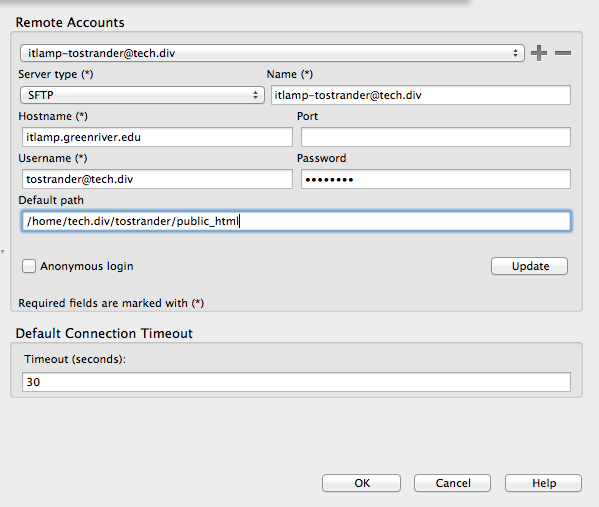 Remote Accounts
itlamp-tostrander@tech.div
Server type (*) Name (*)
SFTP itlamp-tostrander@tech.div
Hostname (*) Port
itlamp.greenriver.edu
Username (*) Password
tostrander@tech.div ••••••••
Default path
/home/tech.div/tostrander/public_html
Anonymous login Update
Required fields are marked with (*)
Default Connection Timeout
Timeout (seconds):
30
OK Cancel Help